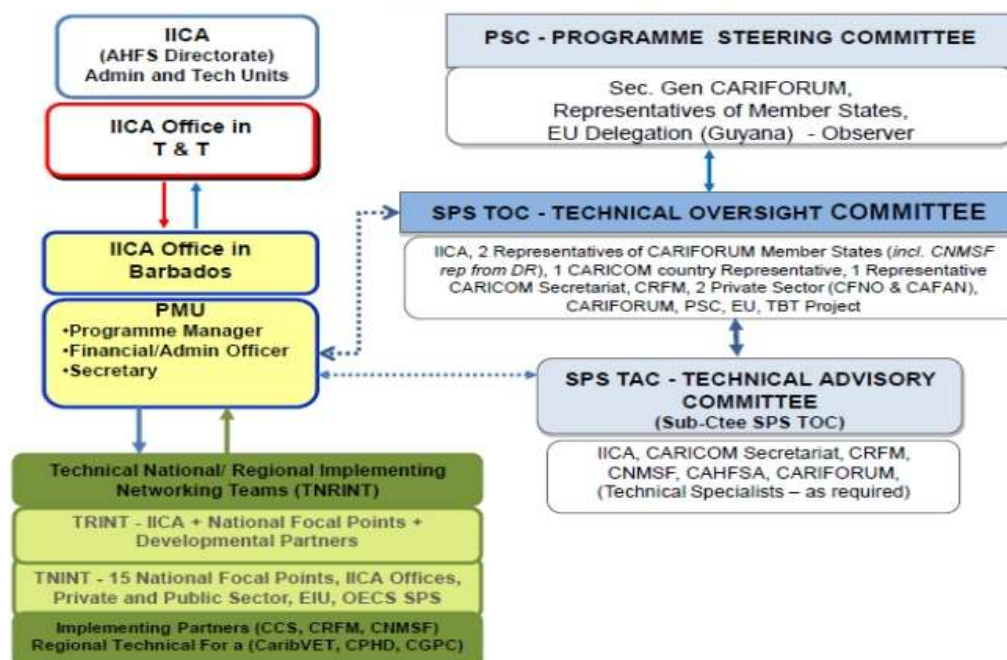 IICA
(AHFS Directorate)
Admin and Tech Units
IICA Office in
T & T
IICA Office in
Barbados
PMU
•Programme Manager
•Financial/Admin Officer
•Secretary
Technical National/ Regional Implementing
Networking Teams (TNRINT)
TRINT - IICA + National Focal Points +
Developmental Partners
TNINT - 15 National Focal Points, IICA Offices,
Private and Public Sector, EIU, OECS SPS
Implementing Partners (CCS, CRFM, CNMSF)
Regional Technical For a (CaribVET, CPHD, CGPC)
PSC - PROGRAMME STEERING COMMITTEE
Sec. Gen CARIFORUM,
Representatives of Member States,
EU Delegation (Guyana) - Observer
SPS TOC - TECHNICAL OVERSIGHT COMMITTEE
IICA, 2 Representatives of CARIFORUM Member States (incl. CNMSF
rep from DR), 1 CARICOM country Representative, 1 Representative
CARICOM Secretariat, CRFM, 2 Private Sector (CFNO & CAFAN),
CARIFORUM, PSC, EU, TBT Project
SPS TAC - TECHNICAL ADVISORY
COMMITTEE
(Sub-Ctee SPS TOC)
IICA, CARICOM Secretariat, CRFM,
CNMSF, CAHFSA, CARIFORUM,
(Technical Specialists – as required)